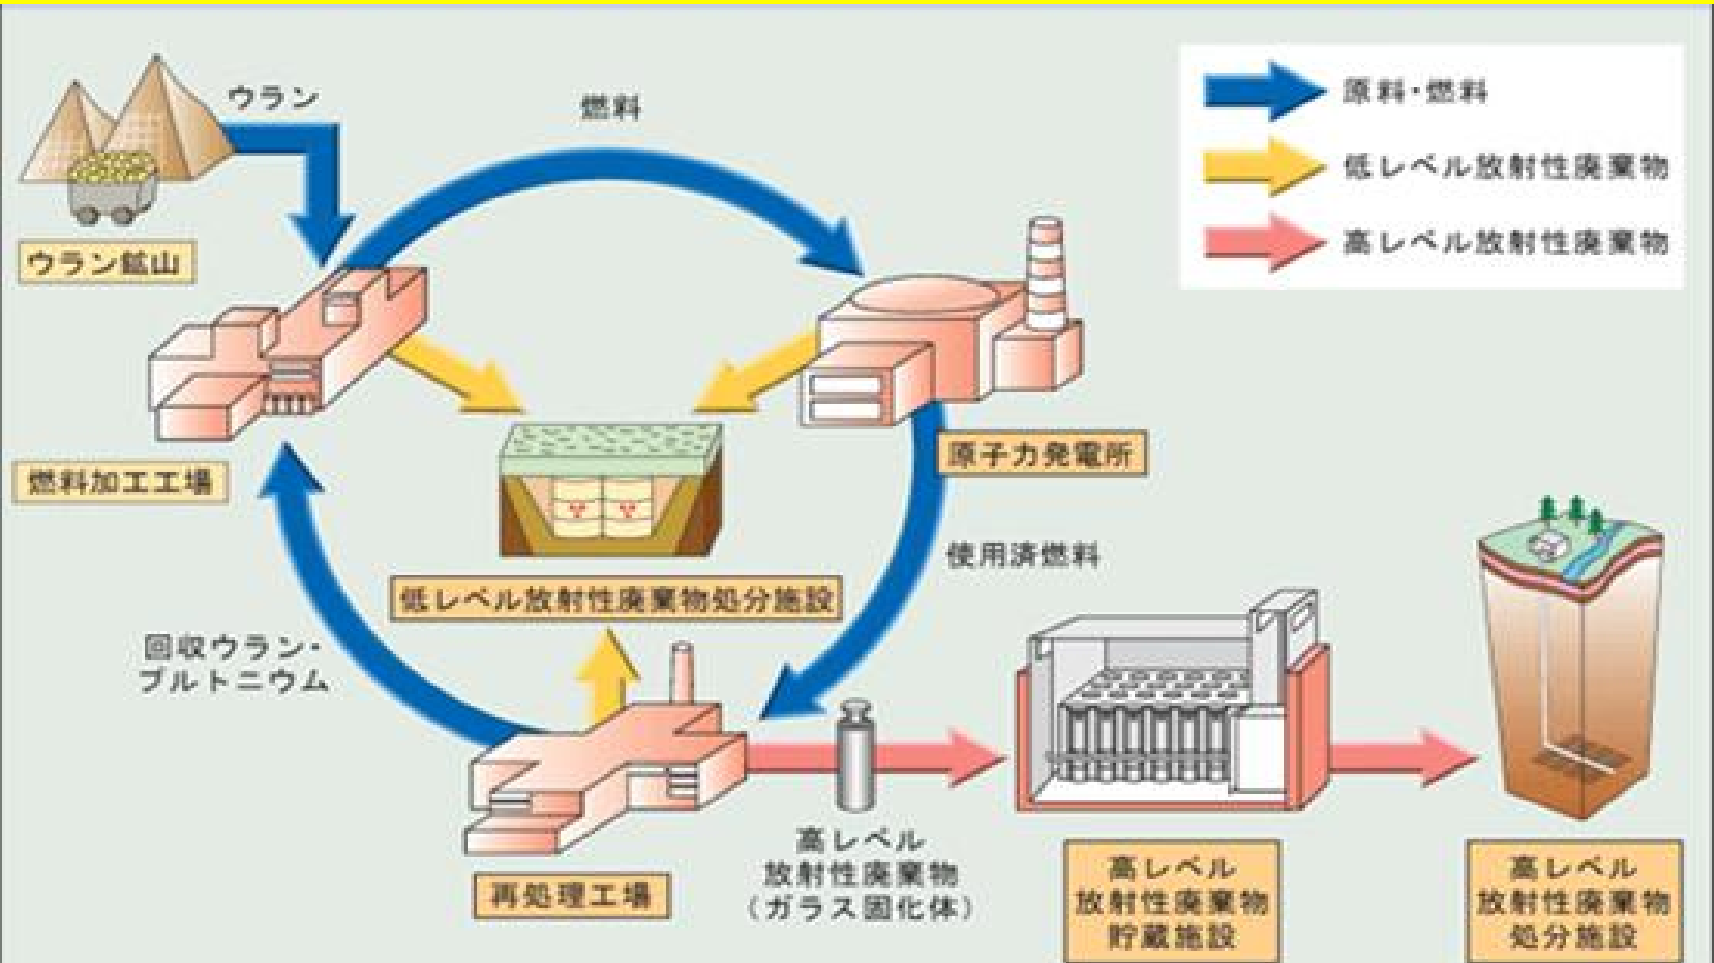 ウラン
燃料
原料・燃料
低レベル放射性廃棄物
高レベル放射性廃棄物
ウラン鉱山
原子力発電所
燃料加工工場
使用済燃料
低レベル放射性廃棄物処分施設
回収ウラン・
プルトニウム
高レベル
放射性廃棄物
(ガラス固化体)
再処理工場
高レベル
放射性廃棄物
貯蔵施設
高レベル
放射性廃棄物
処分施設